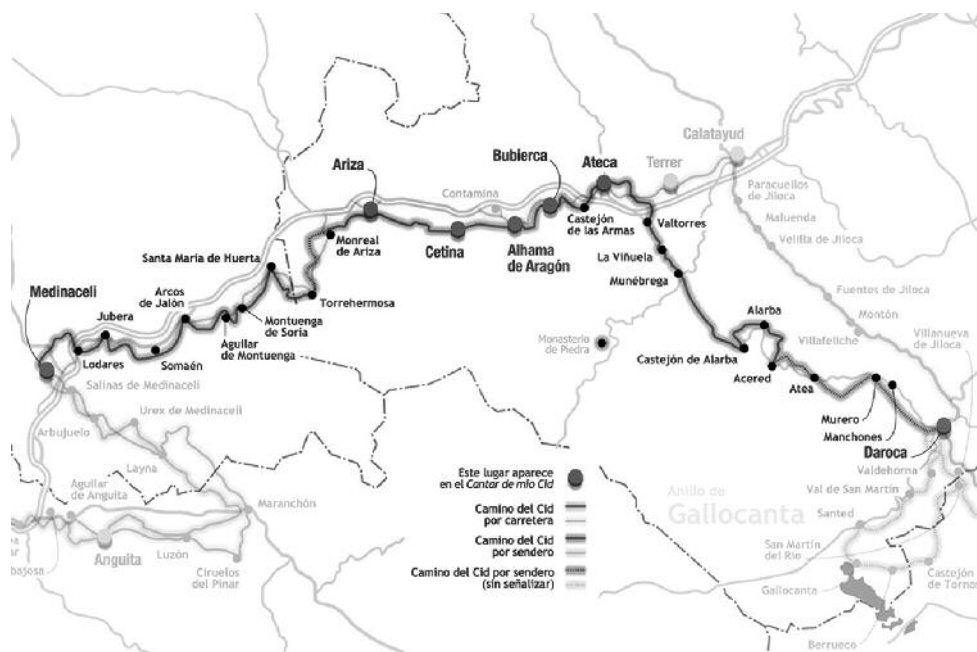 Calatayud
Bubierca
Ateca
Terrer
Ariza
Contamina
Paracuellos
de Jiloca
Maluenda
Castejón
de las Armas
Valtorres
Velilla de Jiloca
Monreal
de Ariza
Cetina
Alhama
de Aragón
La Viñuela
Santa María de Huerta
Munébrega
Medinaceli
Arcos
de Jalón
Torrehermosa
Fuentes de Jiloca
Jubera
Montuenga
de Soria
Alarba
Montón
Aguilar
de Montuenga
Monasterio
de Piedra
Villafeliche
Villanueva
de Jiloca
Lodares
Somaén
Castejón de Alarba
Acered
Atea
Salinas de Medinaceli
Urex de Medinaceli
Murero
Manchones
Arbujuelo
Daroca
Layna
Valdehorna
Este lugar aparece
en el Cantar de mio Cid
Aguilar
de Anguita
Maranchón
Val de San Martín
Anillo de
Gallocanta
Santed
Camino del Cid
por carretera
Camino del Cid
por sendero
San Martín
del Río
Anguita
Luzón
bajosa
Ciruelos
del Pinar
Camino del Cid por sendero
(sin señalizar)
Castejón
de Tornos
Gallocanta
Berrueco